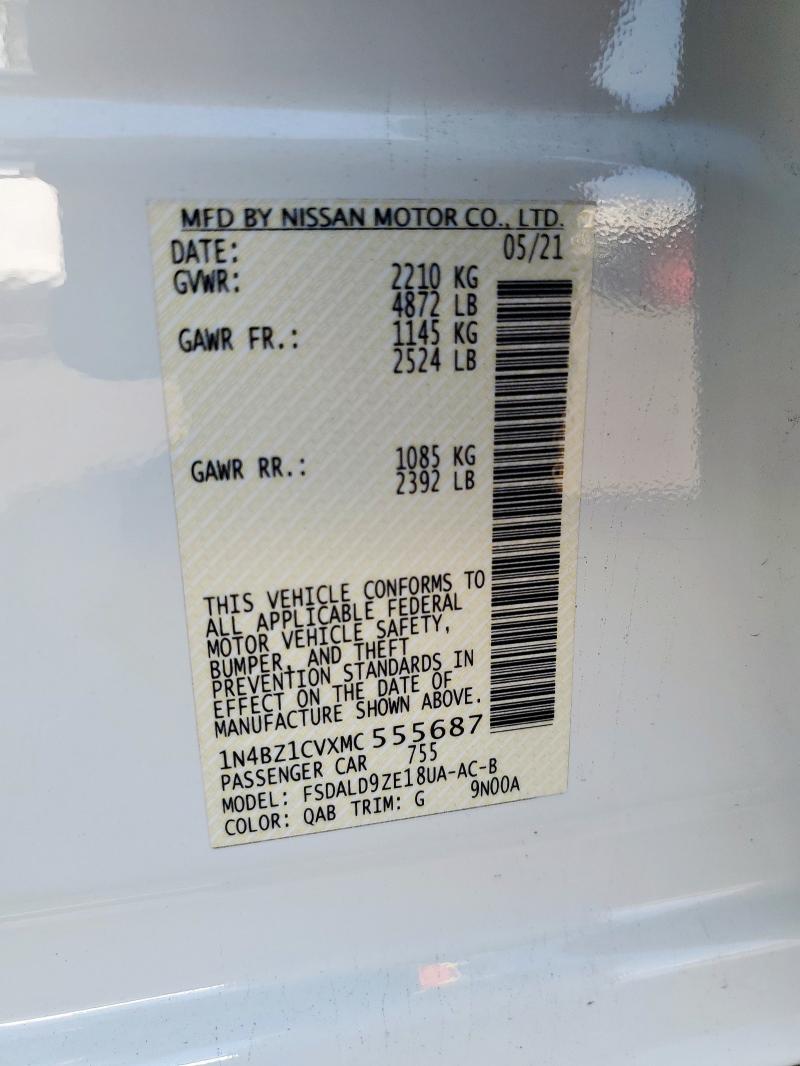 MFD BY NISSAN MOTOR CO., LTD.
DATE: 05/21
GVWR: 2210 KG
4872 LB
GAWR FR.: 1145 KG
2524 LB
GAWR RR.: 1085 KG
2392 LB
THIS VEHICLE CONFORMS TO
ALL APPLICABLE FEDERAL
MOTOR VEHICLE SAFETY,
BUMPER, AND THEFT
PREVENTION STANDARDS IN
EFFECT ON THE DATE OF
MANUFACTURE SHOWN ABOVE.
1N4BZ1CVXMC 555687
PASSENGER CAR 755
MODEL: FSDALD9ZE18UA-AC-B
COLOR: QAB TRIM: G 9N00A